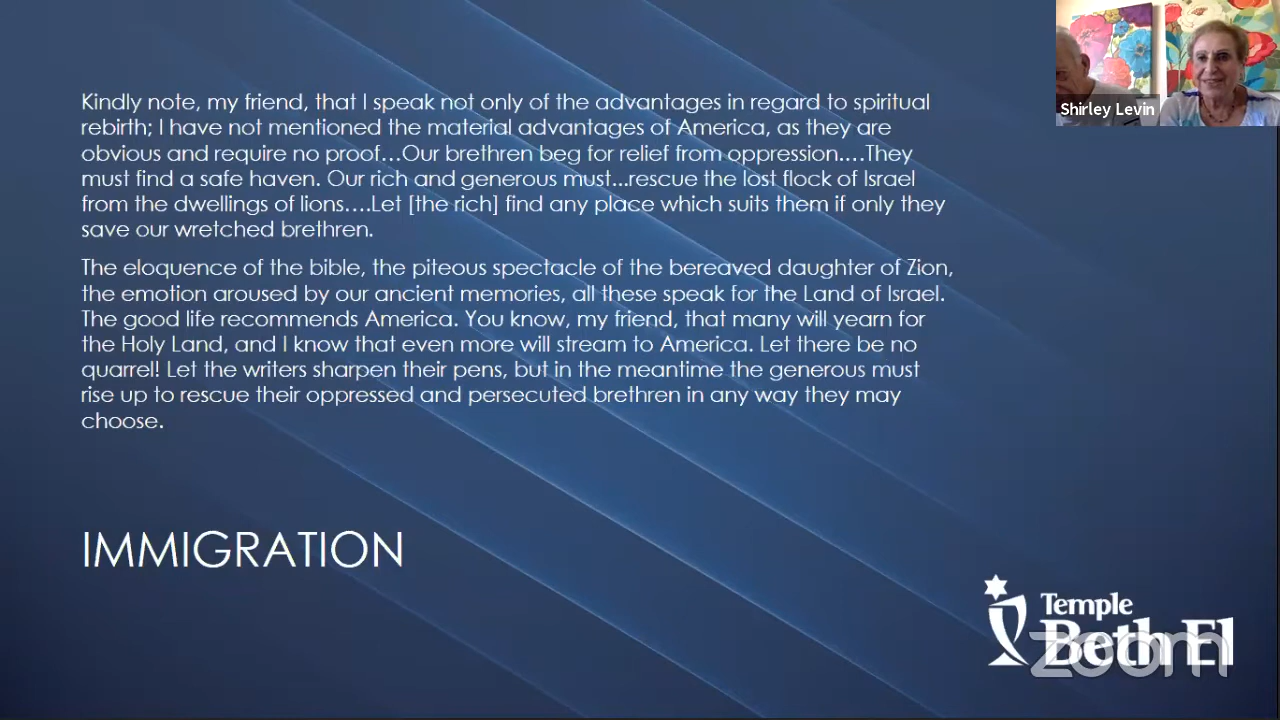 Kindly note, my friend, that I speak not only of the advantages in regard to spiritual
rebirth; I have not mentioned the material advantages of America, as they are
obvious and require no proof…Our brethren beg for relief from oppression.…They
must find a safe haven. Our rich and generous must...rescue the lost flock of Israel
from the dwellings of lions….Let [the rich] find any place which suits them if only they
save our wretched brethren.
The eloquence of the bible, the piteous spectacle of the bereaved daughter of Zion,
the emotion aroused by our ancient memories, all these speak for the Land of Israel.
The good life recommends America. You know, my friend, that many will yearn for
the Holy Land, and I know that even more will stream to America. Let there be no
quarrel! Let the writers sharpen their pens, but in the meantime the generous must
rise up to rescue their oppressed and persecuted brethren in any way they may
choose.
IMMIGRATION
Shirley Levin
Temple
Beth El
zoom